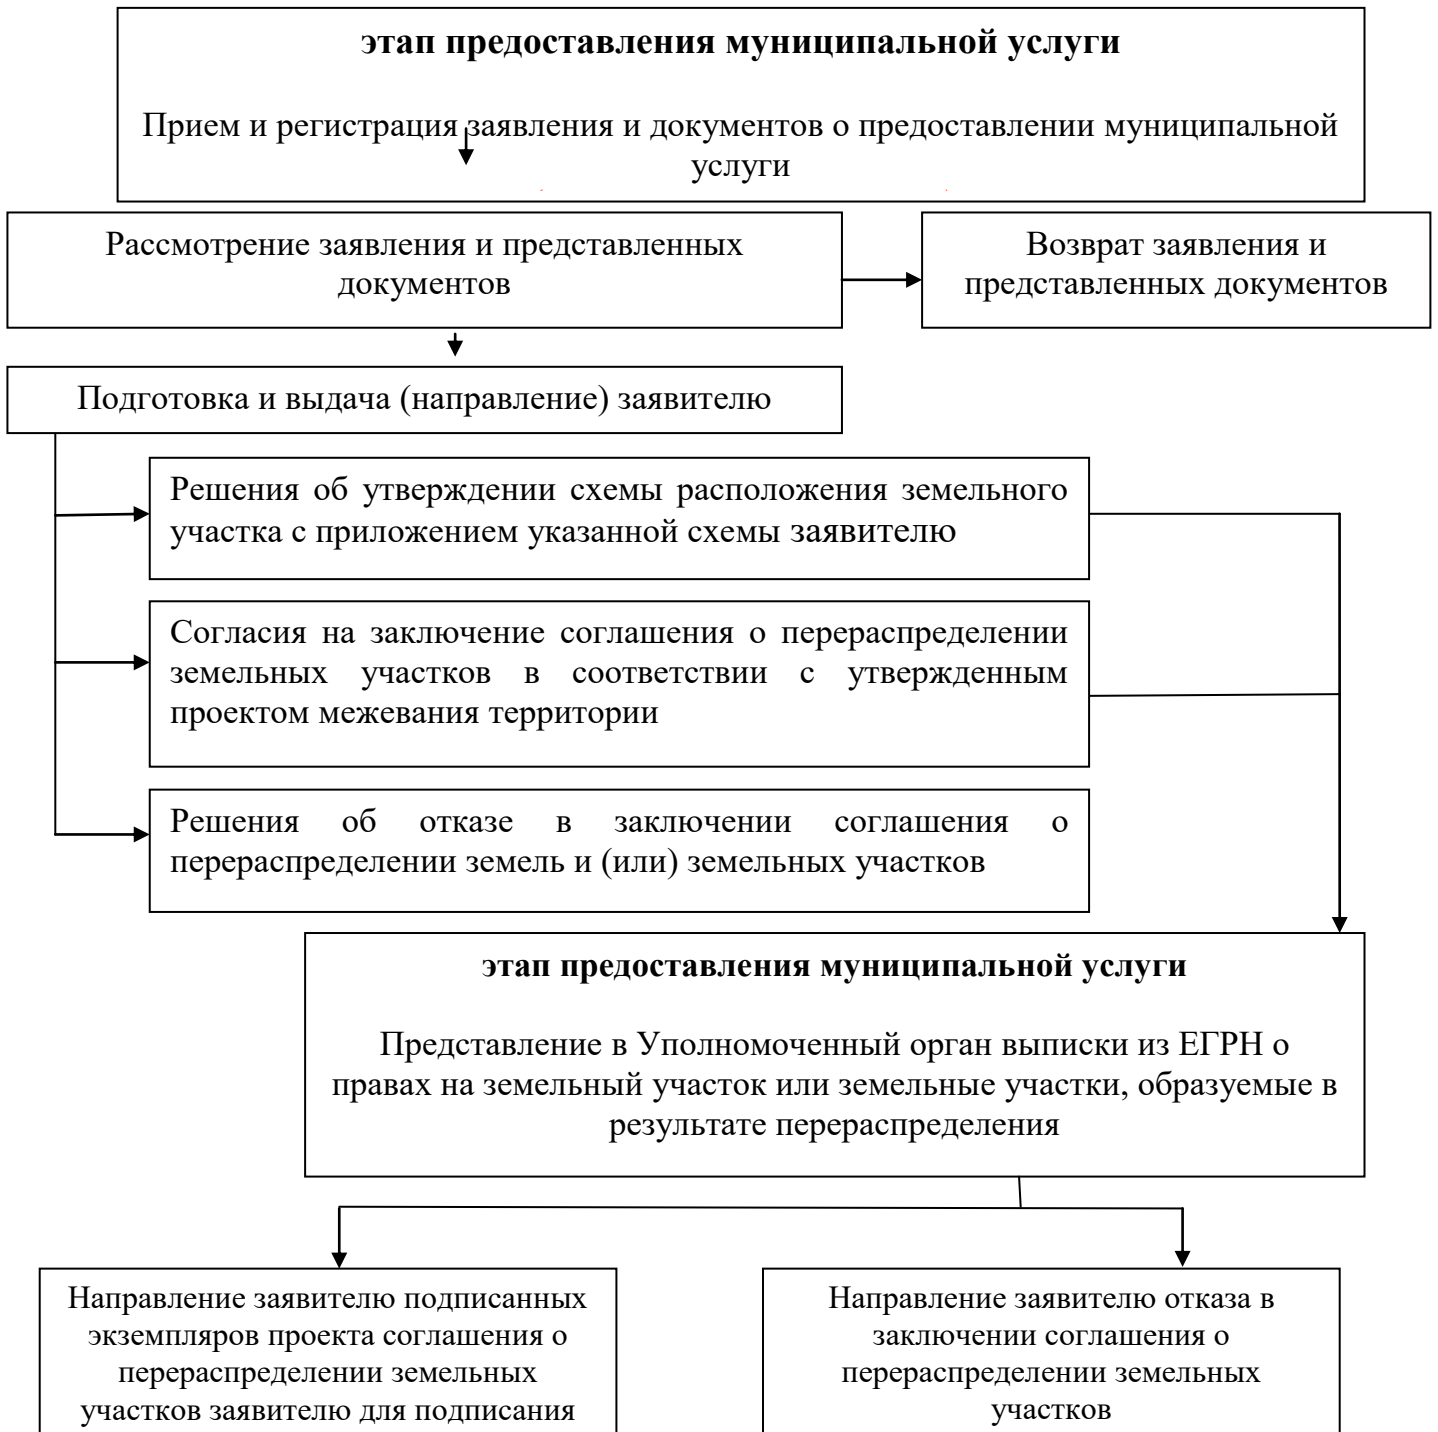 этап предоставления муниципальной услуги
Прием и регистрация заявления и документов о предоставлении муниципальной
услуги
Рассмотрение заявления и представленных
документов
Возврат заявления и
представленных документов
Подготовка и выдача (направление) заявителю
Решения об утверждении схемы расположения земельного
участка с приложением указанной схемы заявителю
Согласия на заключение соглашения о перераспределении
земельных участков в соответствии с утвержденным
проектом межевания территории
Решения об отказе в заключении соглашения о
перераспределении земель и (или) земельных участков
этап предоставления муниципальной услуги
Представление в Уполномоченный орган выписки из ЕГРН о
правах на земельный участок или земельные участки, образуемые в
результате перераспределения
Направление заявителю подписанных
экземпляров проекта соглашения о
перераспределении земельных
участков заявителю для подписания
Направление заявителю отказа в
заключении соглашения о
перераспределении земельных
участков